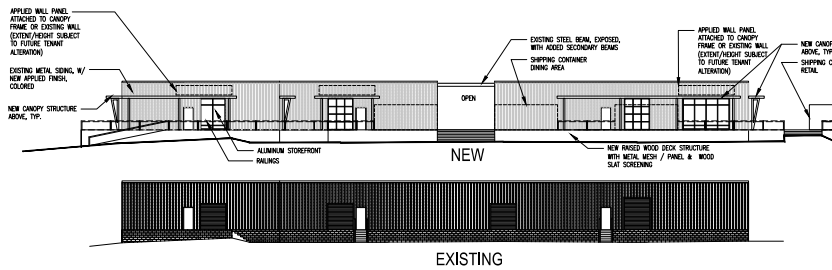 APPLIED WALL PANEL
ATTACHED TO CANOPY
FRAME OR EXISTING WALL
(EXTENT/HEIGHT SUBJECT
TO FUTURE TENANT
ALTERATION)
EXISTING METAL SIDING, W/
NEW APPLIED FINISH,
COLORED
NEW CANOPY STRUCTURE
ABOVE, TYP.
ALUMINUM STOREFRONT
RAILINGS
EXISTING STEEL BEAM, EXPOSED,
WITH ADDED SECONDARY BEAMS
SHIPPING CONTAINER
DINING AREA
OPEN
APPLIED WALL PANEL
ATTACHED TO CANOPY
FRAME OR EXISTING WALL
(EXTENT/HEIGHT SUBJECT
TO FUTURE TENANT
ALTERATION)
NEW CANOP
ABOVE, TYP
SHIPPING C
RETAIL
NEW RAISED WOOD DECK STRUCTURE
WITH METAL MESH / PANEL & WOOD
SLAT SCREENING
NEW
EXISTING